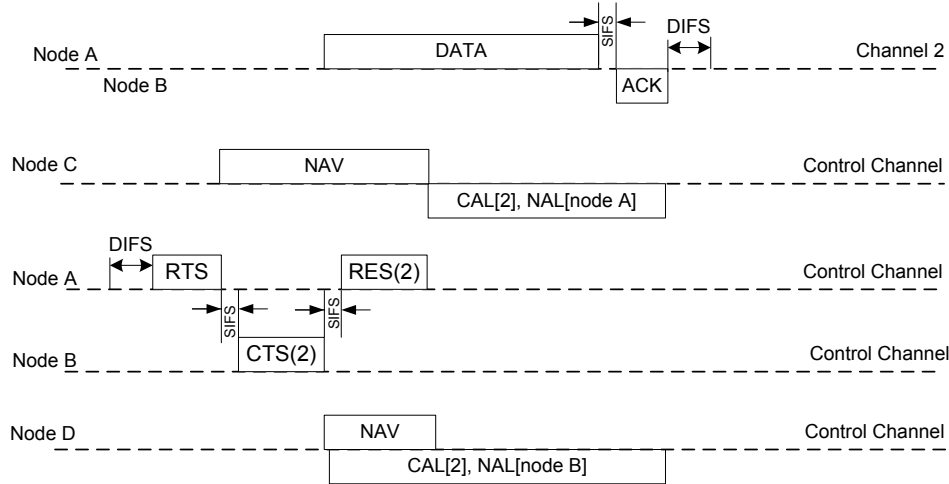 SIFS
DIFS
Node A
DATA
Channel 2
Node B
ACK
Node C
NAV
Control Channel
CAL[2], NAL[node A]
DIFS
Node A
RTS
RES(2)
Control Channel
SIFS
SIFS
Node B
CTS(2)
Control Channel
Node D
NAV
Control Channel
CAL[2], NAL[node B]